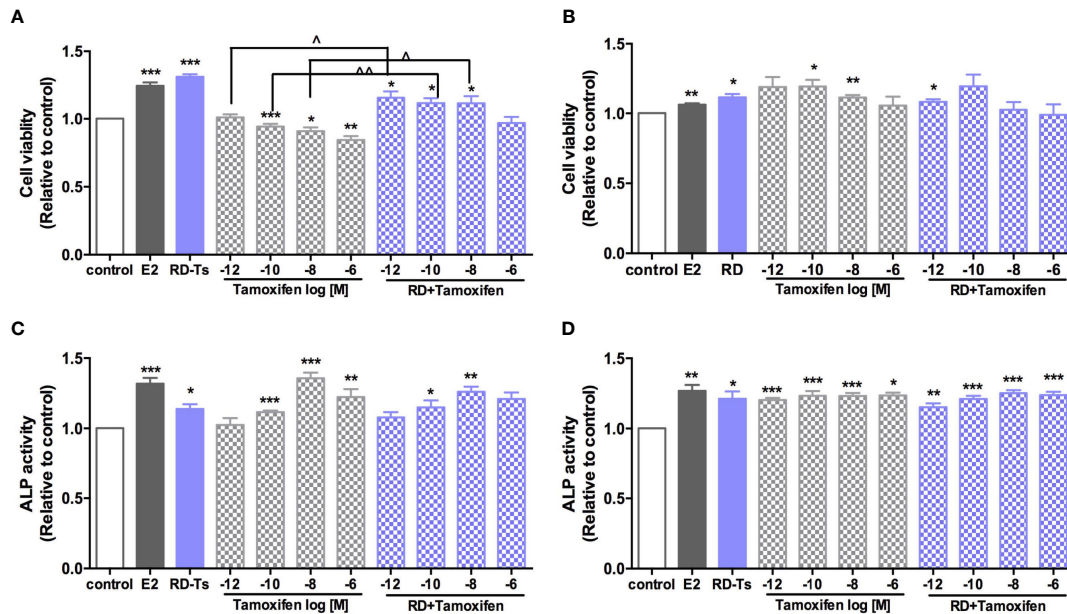 A
Cell viablity
(Relative to control)
1.5
1.0
0.5
0.0
^
^
^^
***
***
***
*
**
*
*
*
control E2 RD-Ts -12 -10 -8 -6 -12 -10 -8 -6
Tamoxifen log [M] RD+Tamoxifen
B
Cell viablity
(Relative to control)
1.5
1.0
0.5
0.0
**
*
*
**
*
control E2 RD -12 -10 -8 -6 -12 -10 -8 -6
Tamoxifen log [M] RD+Tamoxifen
C
ALP activity
(Relative to control)
1.5
1.0
0.5
0.0
***
*
***
***
**
*
**
control E2 RD-Ts -12 -10 -8 -6 -12 -10 -8 -6
Tamoxifen log [M] RD+Tamoxifen
D
ALP activity
(Relative to control)
1.5
1.0
0.5
0.0
**
*
***
***
***
*
**
***
***
***
control E2 RD-Ts -12 -10 -8 -6 -12 -10 -8 -6
Tamoxifen log [M] RD+Tamoxifen